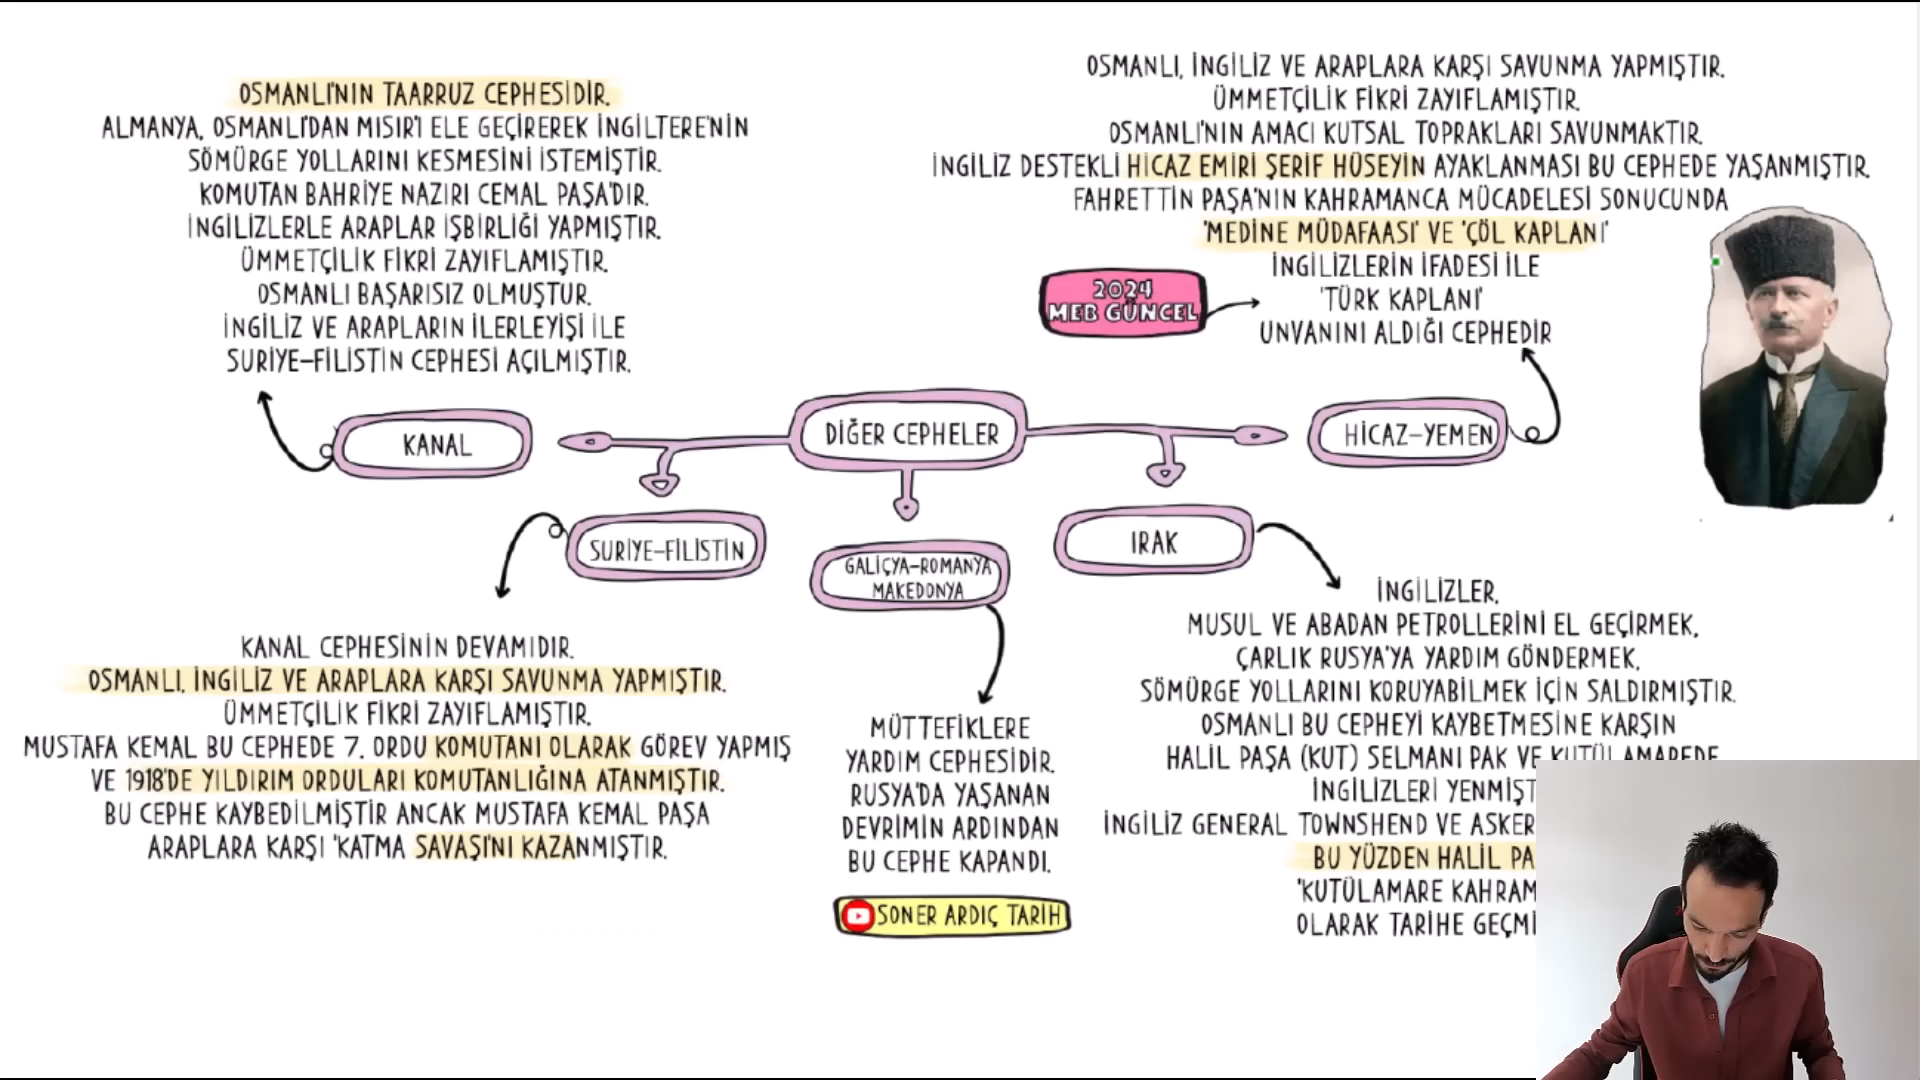 OSMANLI'NIN TAARRUZ CEPHESİDİR.
ALMANYA, OSMANLI'DAN MISIR'I ELE GEÇİREREK İNGİLTERE'NİN
SÖMÜRGE YOLLARINI KESMESİNİ İSTEMİŞTİR.
KOMUTAN BAHRİYE NAZIRI CEMAL PAŞA'DIR.
İNGİLİZLERLE ARAPLAR İŞBİRLİĞİ YAPMIŞTIR.
ÜMMETÇİLİK FİKRİ ZAYIFLAMIŞTIR.
OSMANLI BAŞARISIZ OLMUŞTUR.
İNGİLİZ VE ARAPLARIN İLERLEYİŞİ İLE
SURİYE-FİLİSTİN CEPHESİ AÇILMIŞTIR.
OSMANLI, İNGİLİZ VE ARAPLARA KARŞI SAVUNMA YAPMIŞTIR.
ÜMMETÇİLİK FİKRİ ZAYIFLAMIŞTIR.
OSMANLI'NIN AMACI KUTSAL TOPRAKLARI SAVUNMAKTIR.
İNGİLİZ DESTEKLİ HİCAZ EMİRİ ŞERİF HÜSEYİN AYAKLANMASI BU CEPHEDE YAŞANMIŞTIR.
FAHRETTİN PAŞA'NIN KAHRAMANCA MÜCADELESİ SONUCUNDA
'MEDİNE MÜDAFAASI' VE 'ÇÖL KAPLANI'
İNGİLİZLERİN İFADESİ İLE
'TÜRK KAPLANI'
UNVANINI ALDIĞI CEPHEDİR
2024
MEB GÜNCEL
KANAL
DİĞER CEPHELER
HİCAZ-YEMEN
SURİYE-FİLİSTİN
GALİÇYA-ROMANYA
MAKEDONYA
IRAK
KANAL CEPHESİNİN DEVAMIDIR.
OSMANLI, İNGİLİZ VE ARAPLARA KARŞI SAVUNMA YAPMIŞTIR.
ÜMMETÇİLİK FİKRİ ZAYIFLAMIŞTIR.
MUSTAFA KEMAL BU CEPHEDE 7. ORDU KOMUTANI OLARAK GÖREV YAPMIŞ
VE 1918'DE YILDIRIM ORDULARI KOMUTANLIĞINA ATANMIŞTIR.
BU CEPHE KAYBEDİLMİŞTİR ANCAK MUSTAFA KEMAL PAŞA
ARAPLARA KARŞI 'KATMA SAVAŞI'NI KAZANMIŞTIR.
MÜTTEFİKLERE
YARDIM CEPHESİDİR.
RUSYA'DA YAŞANAN
DEVRİMİN ARDINDAN
BU CEPHE KAPANDI.
SONER ARDIÇ TARİH
İNGİLİZLER,
MUSUL VE ABADAN PETROLLERİNİ EL GEÇİRMEK,
ÇARLIK RUSYA'YA YARDIM GÖNDERMEK,
SÖMÜRGE YOLLARINI KORUYABİLMEK İÇİN SALDIRMIŞTIR.
OSMANLI BU CEPHEYİ KAYBETMESİNE KARŞIN
HALİL PAŞA (KUT) SELMANI PAK VE KUTÜLAMAREDE
İNGİLİZLERİ YENMİŞT
İNGİLİZ GENERAL TOWNSHEND VE ASKER
BU YÜZDEN HALİL PA
'KUTÜLAMARE KAHRAM
OLARAK TARİHE GEÇMİ